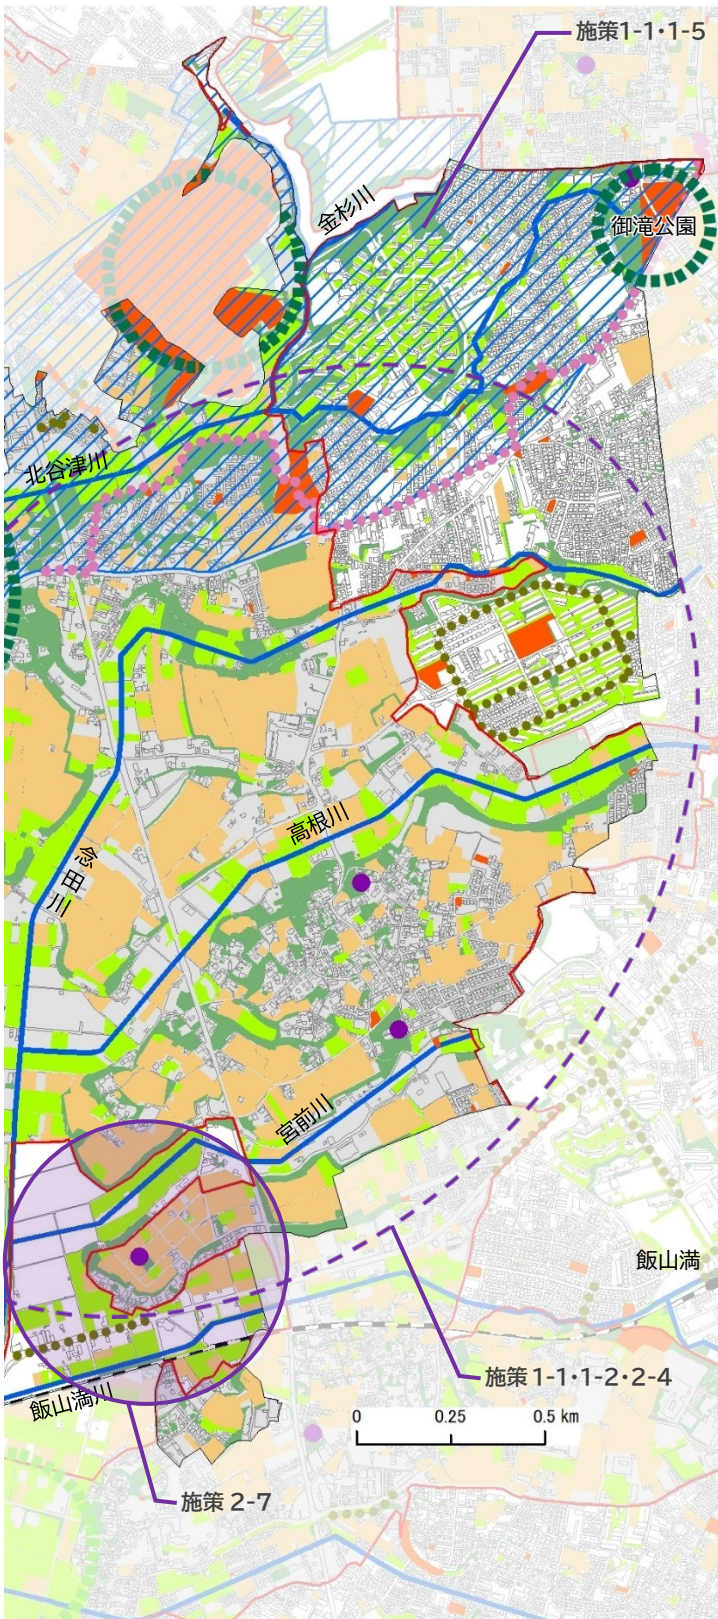 施策1-1・1-5
金杉川
御滝公園
北谷津川
高根川
念田川
宮前川
飯山満
施策1-1・1-2・2-4
0 0.25 0.5 km
飯山満川
施策 2-7